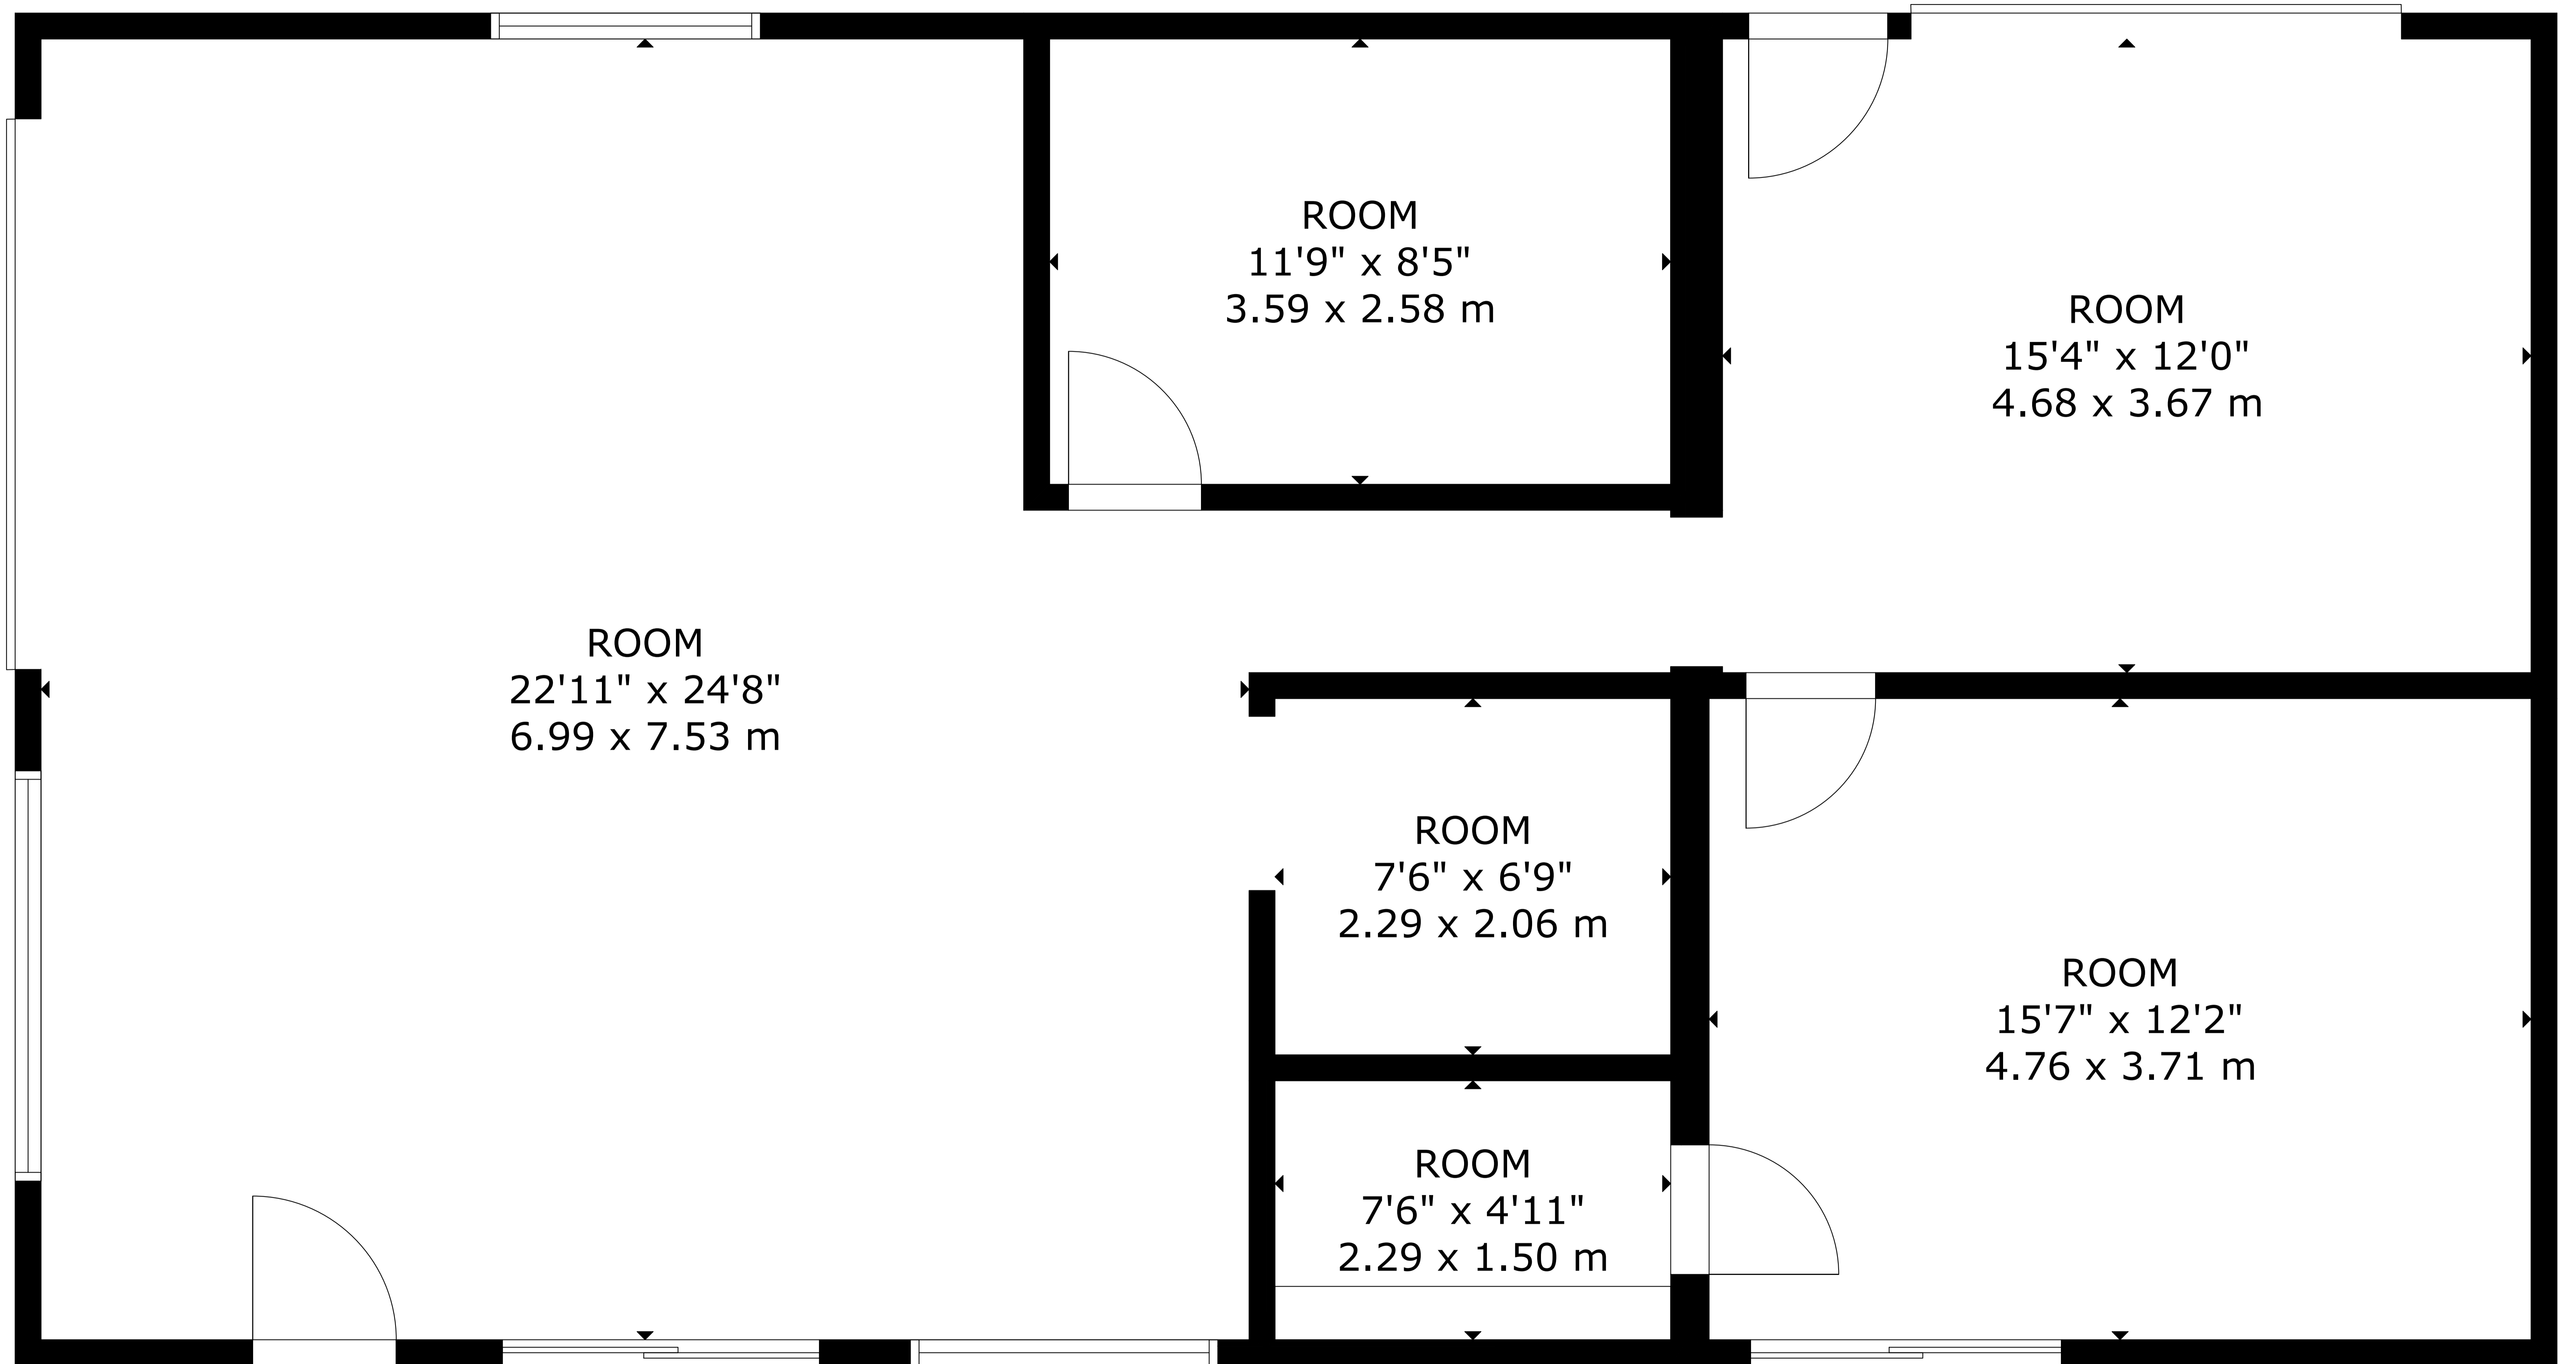 ROOM
11'9" x 8'5"
3.59 x 2.58 m
ROOM
15'4" x 12'0"
4.68 x 3.67 m
ROOM
22'11" x 24'8"
6.99 x 7.53 m
ROOM
7'6" x 6'9"
2.29 x 2.06 m
ROOM
15'7" x 12'2"
4.76 x 3.71 m
ROOM
7'6" x 4'11"
2.29 x 1.50 m